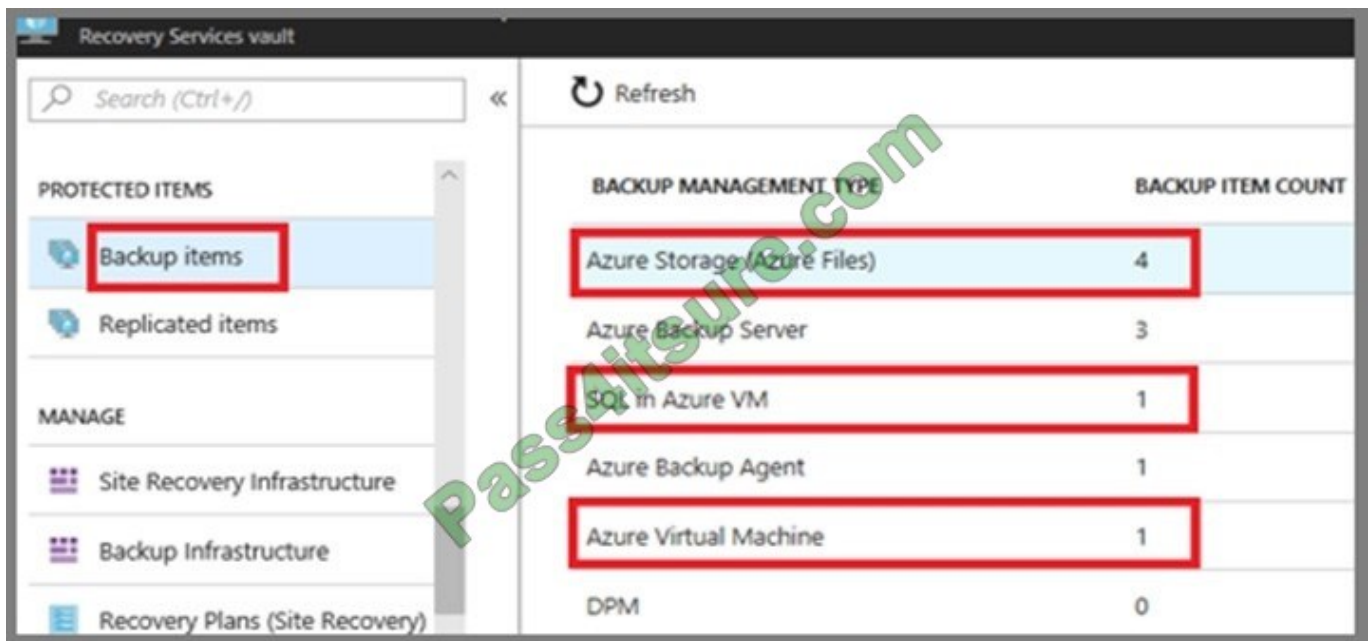 Recovery Services vault
Search (Ctrl+/)
«
Refresh
PROTECTED ITEMS
Backup items
Replicated items
MANAGE
Site Recovery Infrastructure
Backup Infrastructure
Recovery Plans (Site Recovery)
BACKUP MANAGEMENT TYPE BACKUP ITEM COUNT
Azure Storage (Azure Files) 4
Azure Backup Server 3
SQL in Azure VM 1
Azure Backup Agent 1
Azure Virtual Machine 1
DPM 0
Pass4itsure.com